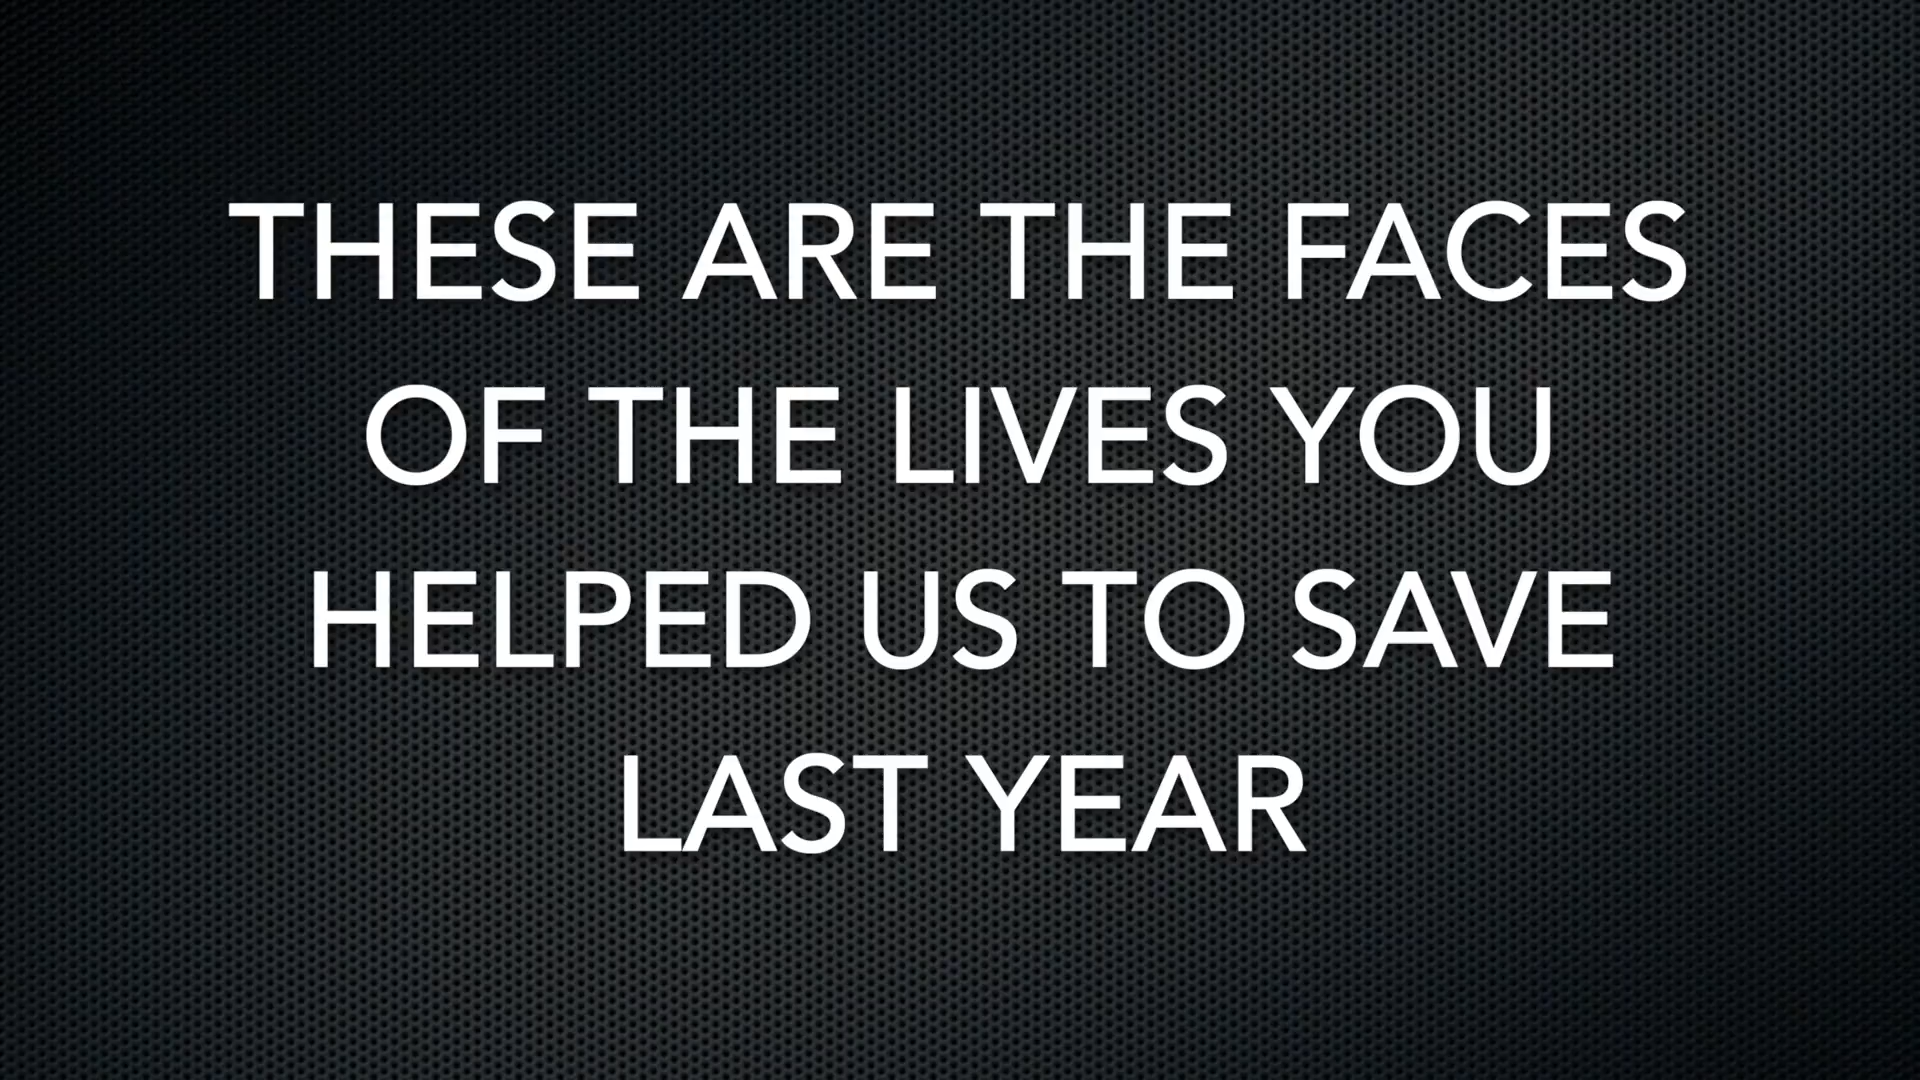 THESE ARE THE FACES
OF THE LIVES YOU
HELPED US TO SAVE
LAST YEAR